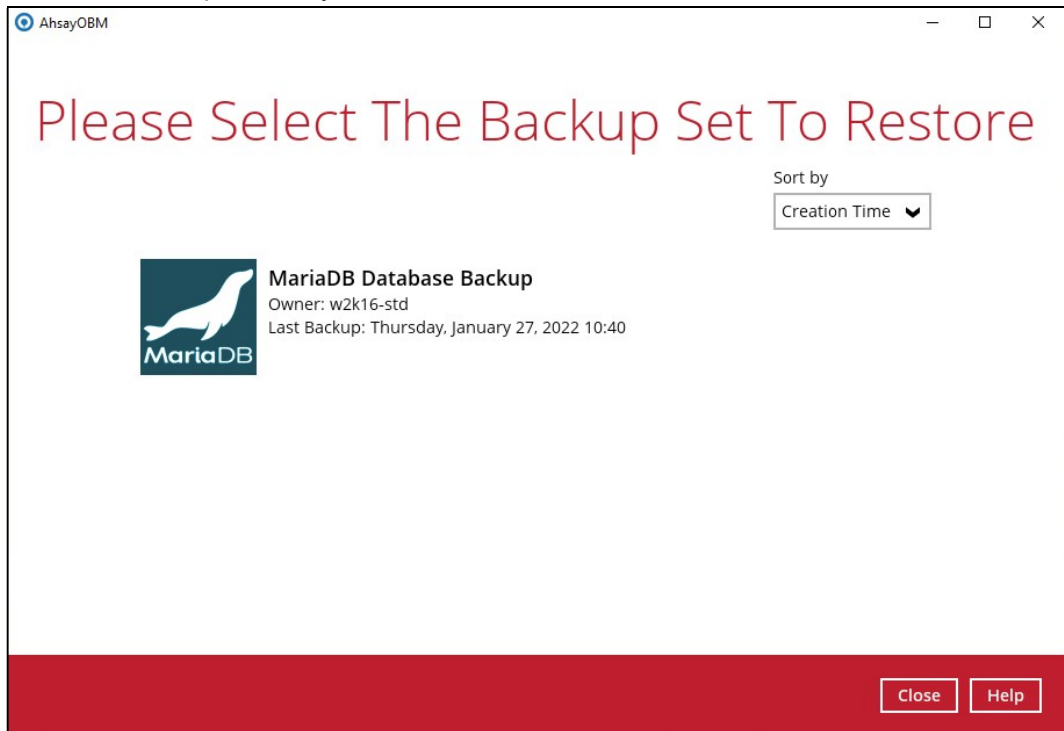 AhsayOBM
Please Select The Backup Set To Restore
Sort by
Creation Time
MariaDB
MariaDB Database Backup
Owner: w2k16-std
Last Backup: Thursday, January 27, 2022 10:40
Close
Help